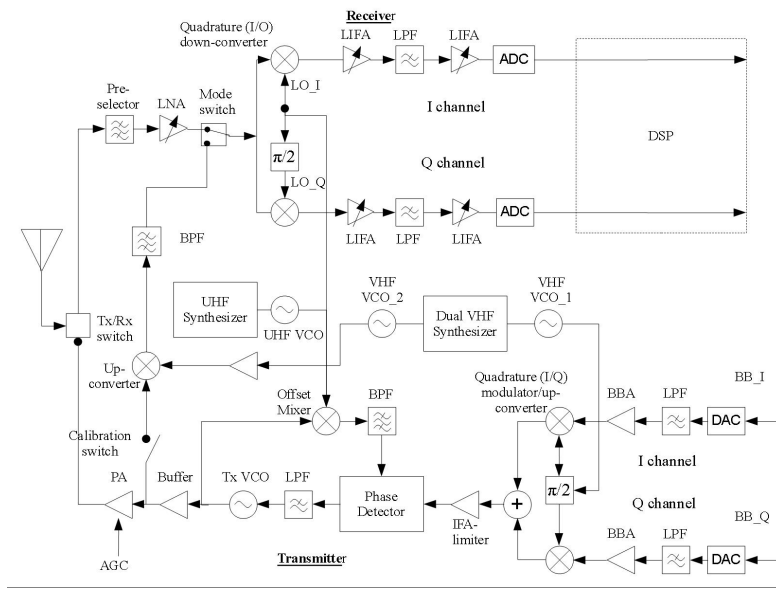 Receiver
Quadrature (I/O)
down-converter
LIFA
LPF
LIFA
ADC
LO_I
I channel
DSP
Pre-
selector
LNA
Mode
switch
π/2
Q channel
LO_Q
ADC
LIFA
LPF
LIFA
BPF
UHF
Synthesizer
UHF VCO
VHF
VCO_2
Dual VHF
Synthesizer
VHF
VCO_1
Tx/Rx
switch
Up-
converter
Offset
Mixer
BPF
Quadrature (I/Q)
modulator/up-
converter
BBA
LPF
BB_I
DAC
Calibration
switch
I channel
PA
Buffer
Tx VCO
LPF
Phase
Detector
IFA-
limiter
+
π/2
Q channel
BB_Q
BBA
LPF
DAC
AGC
Transmitter